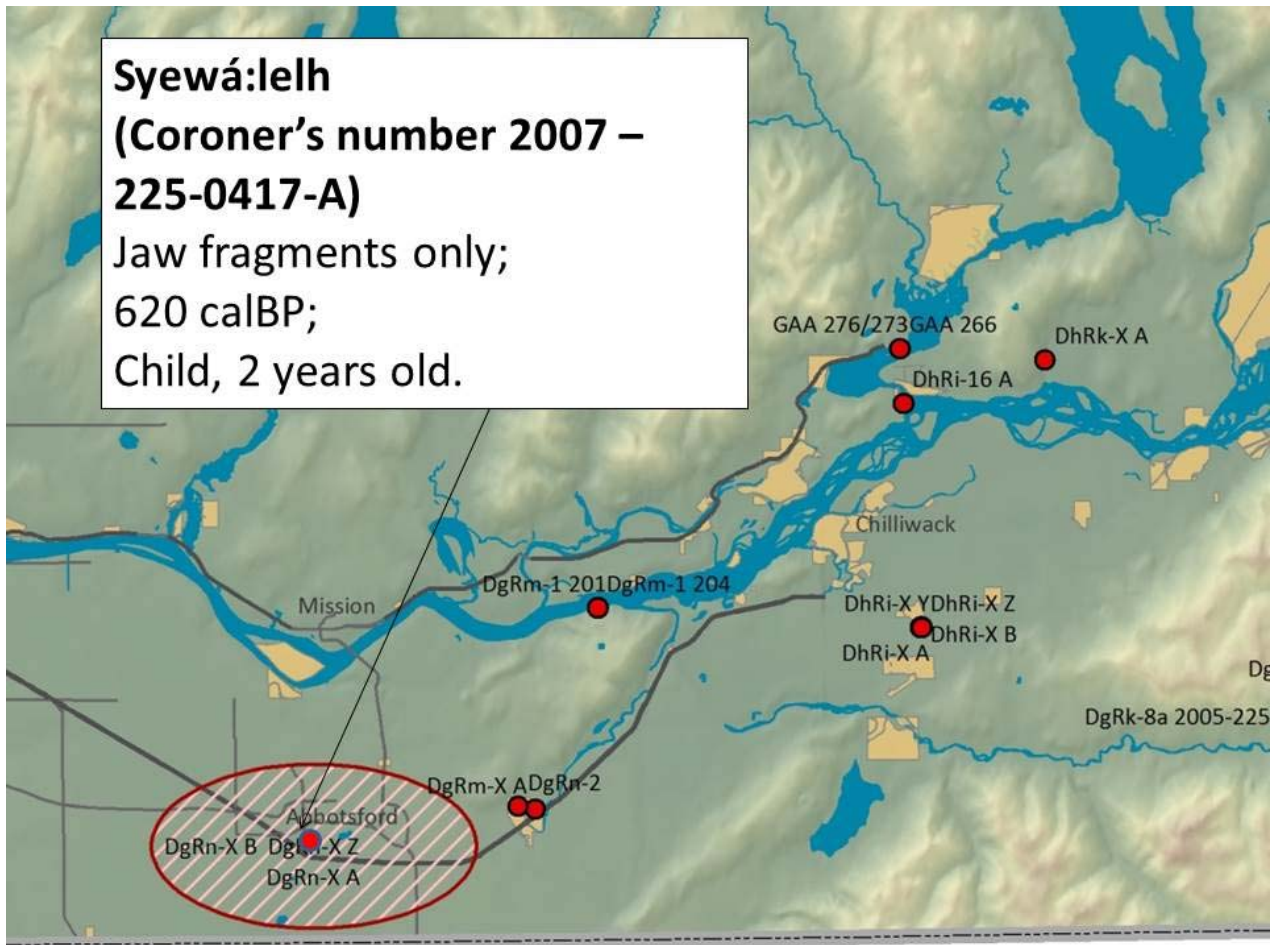 Syewá:lelh
(Coroner's number 2007 –
225-0417-A)
Jaw fragments only;
620 calBP;
Child, 2 years old.
GAA 276/273GAA 266
DhRk-X A
DhRi-16 A
Chilliwack
DgRm-1 201DgRm-1 204
Mission
DhRi-X YDhRi-X Z
DhRi-X B
DhRi-X A
Dg
DgRk-8a 2005-225
DgRm-X ADgRn-2
Abbotsford
DgRn-X B DgRn-X Z
DgRn-X A